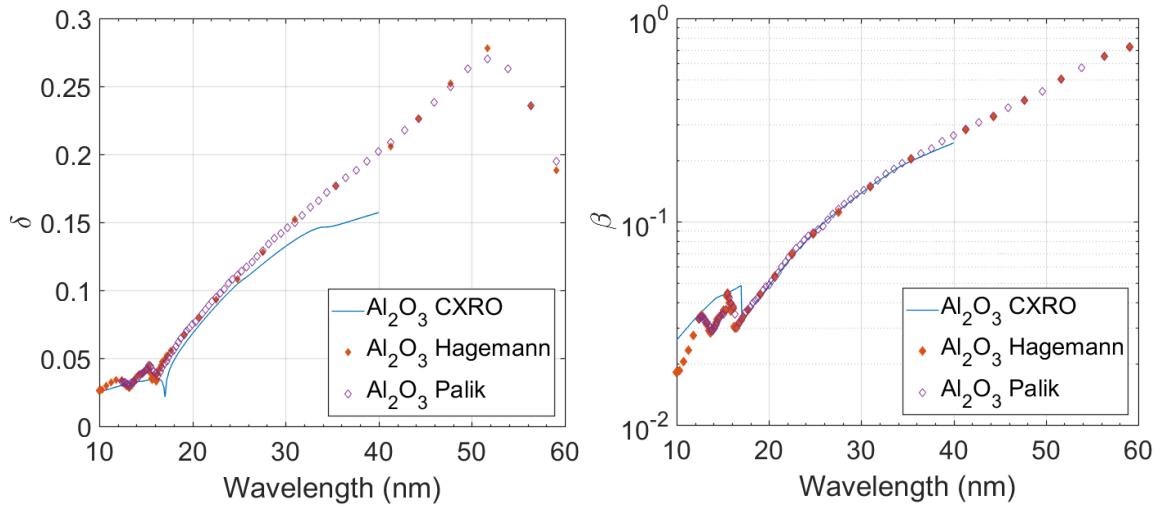 0.3
0.25
0.2
0.15
0.1
0.05
0
δ
10 20 30 40 50 60
Wavelength (nm)
Al₂O₃ CXRO
Al₂O₃ Hagemann
Al₂O₃ Palik
10⁰
10⁻¹
10⁻²
β
10 20 30 40 50 60
Wavelength (nm)
Al₂O₃ CXRO
Al₂O₃ Hagemann
Al₂O₃ Palik